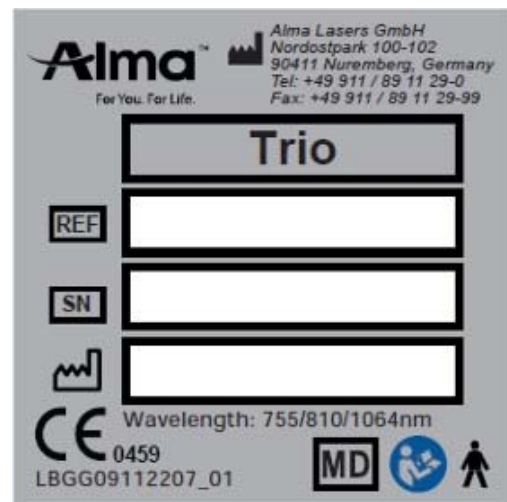 Alma™
For You. For Life.
Alma Lasers GmbH
Nordostpark 100-102
90411 Nuremberg, Germany
Tel: +49 911 / 89 11 29-0
Fax: +49 911 / 89 11 29-99
Trio
REF
SN
Wavelength: 755/810/1064nm
CE 0459
MD
LBGG09112207_01